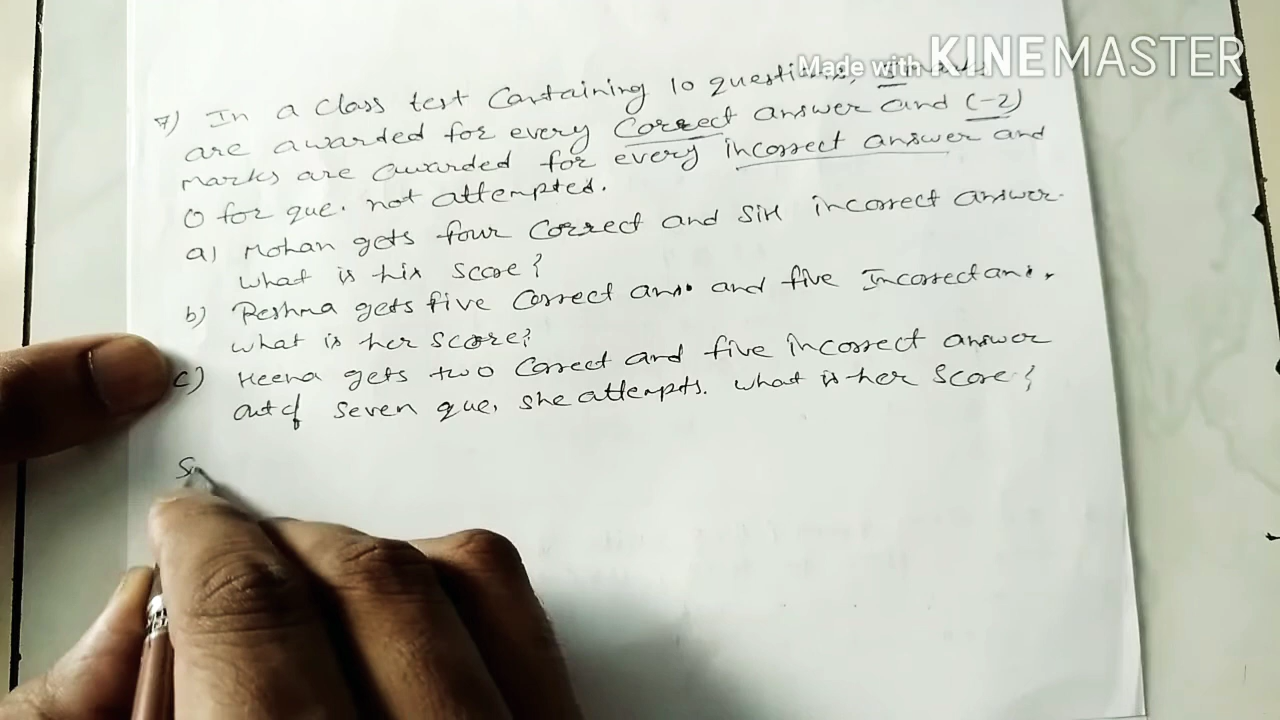 Made with KINEMASTER
7) In a class test Containing 10 questions, 5 marks
are awarded for every Correct answer and (-2)
marks are awarded for every incorrect answer and
0 for que. not attempted.
a) Mohan gets four Correct and Six incorrect answer.
What is his Score?
b) Reshma gets five Correct ans. and five Incorrect ans.
what is her score?
c) Heena gets two Correct and five incorrect answer
out of seven que. she attempts. What is her Score?